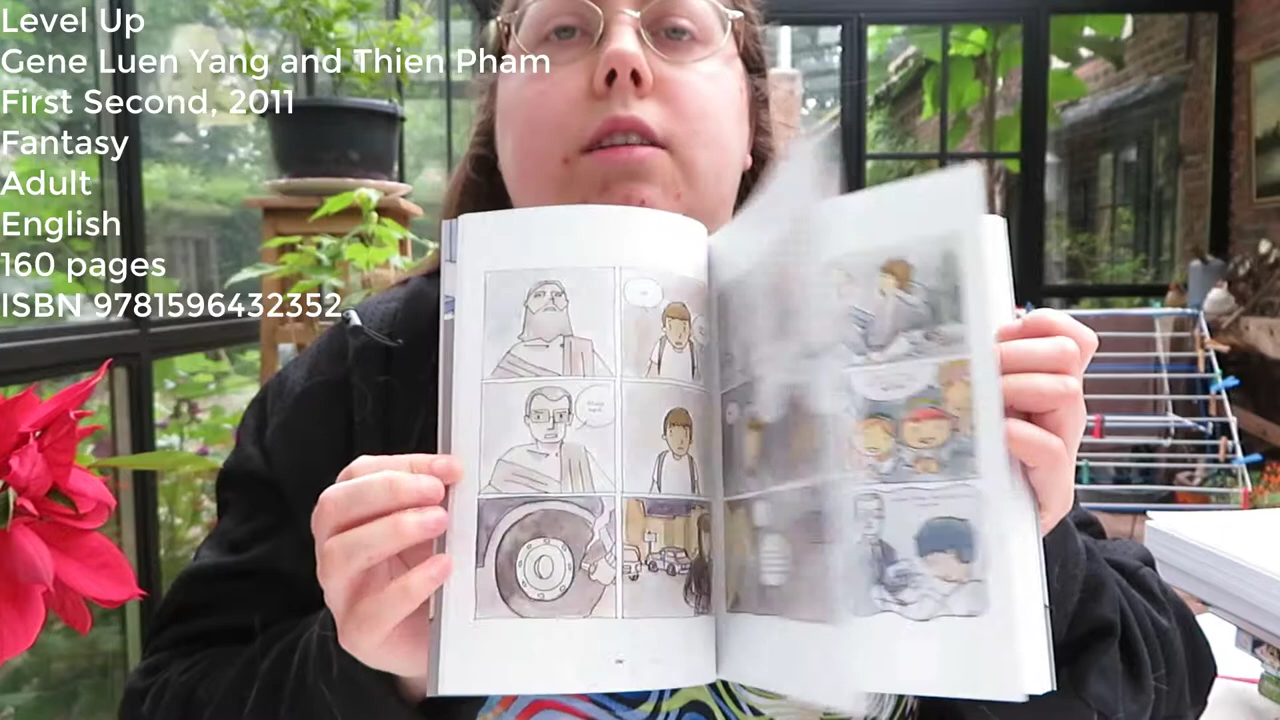 Level Up
Gene Luen Yang and Thien Pham
First Second, 2011
Fantasy
Adult
English
160 pages
ISBN 9781596432352